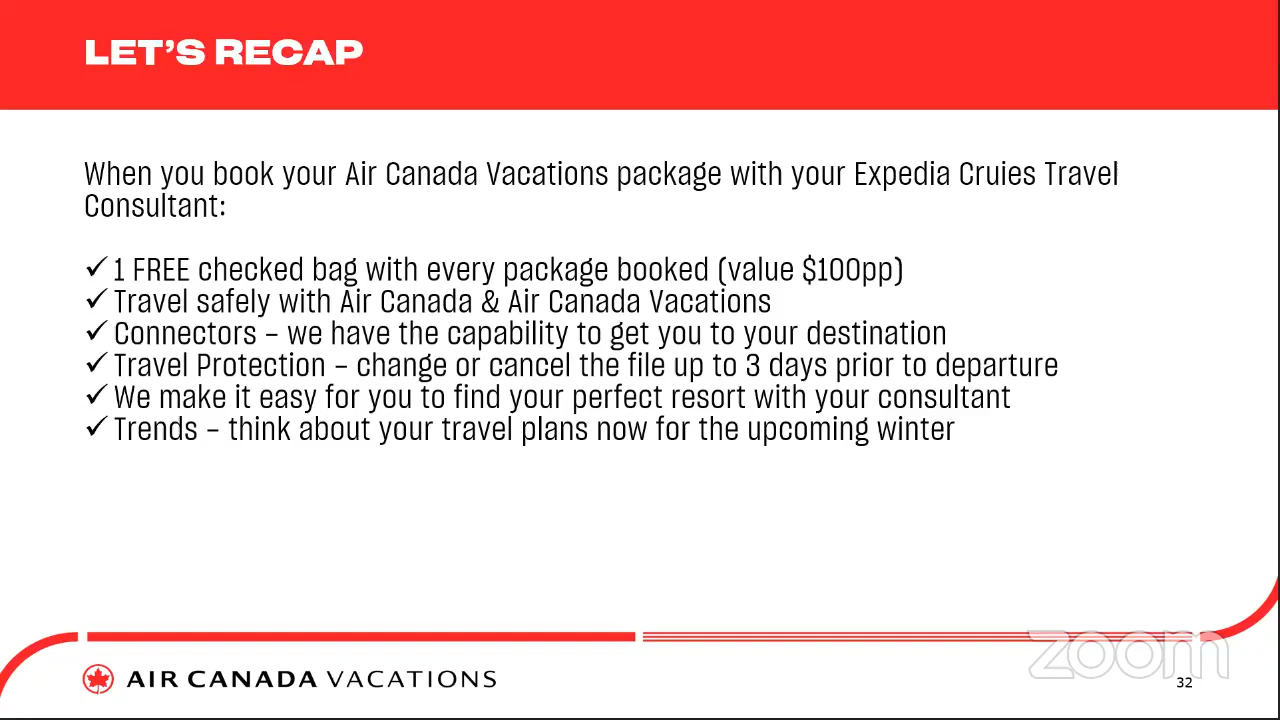 LET'S RECAP
When you book your Air Canada Vacations package with your Expedia Cruies Travel
Consultant:
✓ 1 FREE checked bag with every package booked (value $100pp)
✓ Travel safely with Air Canada & Air Canada Vacations
✓ Connectors – we have the capability to get you to your destination
✓ Travel Protection – change or cancel the file up to 3 days prior to departure
✓ We make it easy for you to find your perfect resort with your consultant
✓ Trends – think about your travel plans now for the upcoming winter
zoom
AIR CANADA VACATIONS
32